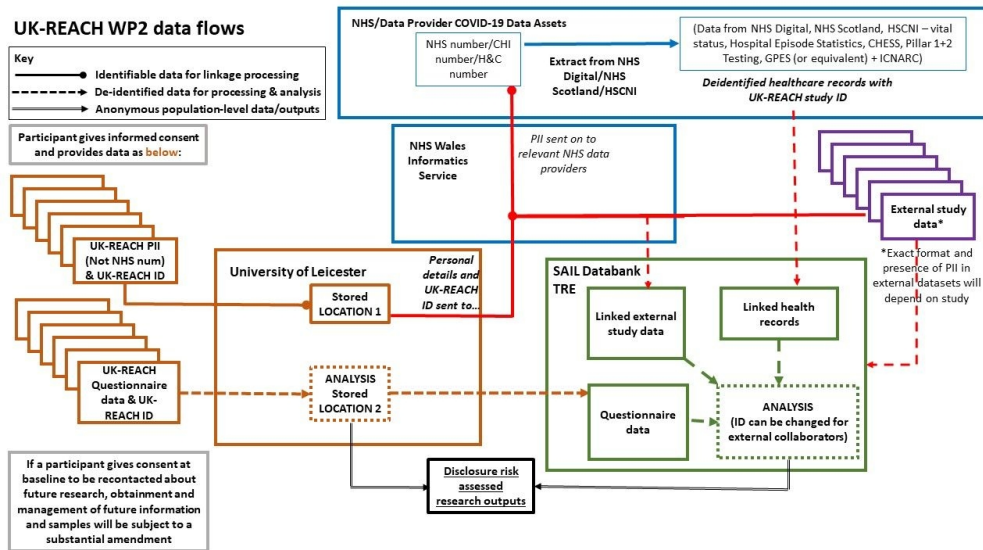 UK-REACH WP2 data flows
Key
Identifiable data for linkage processing
De-identified data for processing & analysis
Anonymous population-level data/outputs
Participant gives informed consent
and provides data as below:
NHS/Data Provider COVID-19 Data Assets
NHS number/CHI
number/H&C
number
Extract from NHS
Digital/NHS
Scotland/HSCNI
(Data from NHS Digital, NHS Scotland, HSCNI – vital
status, Hospital Episode Statistics, CHESS, Pillar 1+2
Testing, GPES (or equivalent) + ICNARC)
Deidentified healthcare records with
UK-REACH study ID
NHS Wales
Informatics
Service
PII sent on to
relevant NHS data
providers
External study
data*
*Exact format and
presence of PII in
external datasets will
depend on study
UK-REACH PII
(Not NHS num)
& UK-REACH ID
University of Leicester
Personal
details and
UK-REACH
ID sent to...
Stored
LOCATION 1
UK-REACH
Questionnaire
data & UK-
REACH ID
ANALYSIS
Stored
LOCATION 2
SAIL Databank
TRE
Linked external
study data
Linked health
records
Questionnaire
data
ANALYSIS
(ID can be changed for
external collaborators)
Disclosure risk
assessed
research outputs
If a participant gives consent at
baseline to be recontacted about
future research, obtainment and
management of future information
and samples will be subject to a
substantial amendment